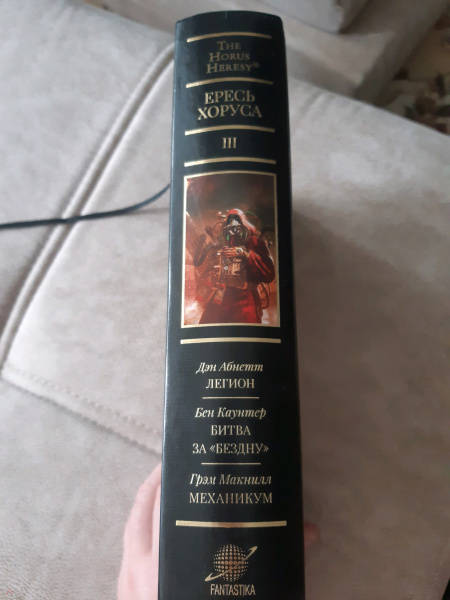 THE
HORUS
HERESY®
ЕРЕСЬ
ХОРУСА
III
Дэн Абнетт
ЛЕГИОН
Бен Каунтер
БИТВА
ЗА «БЕЗДНУ»
Грэм Макнилл
МЕХАНИКУМ
FANTASTIKA